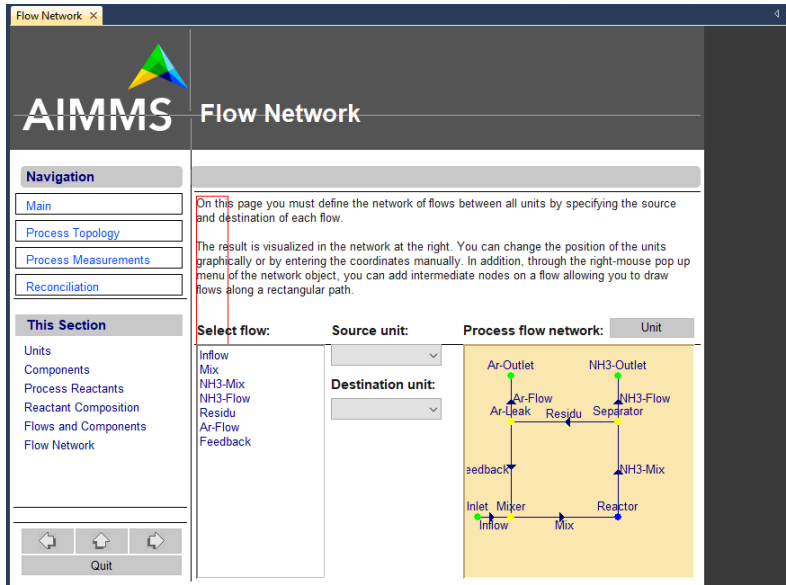 Flow Network
AIMMS
Flow Network
Navigation
Main
Process Topology
Process Measurements
Reconciliation
This Section
Units
Components
Process Reactants
Reactant Composition
Flows and Components
Flow Network
Quit
On this page you must define the network of flows between all units by specifying the source
and destination of each flow.
The result is visualized in the network at the right. You can change the position of the units
graphically or by entering the coordinates manually. In addition, through the right-mouse pop up
menu of the network object, you can add intermediate nodes on a flow allowing you to draw
flows along a rectangular path.
Select flow:
Inflow
Mix
NH3-Mix
NH3-Flow
Residu
Ar-Flow
Feedback
Source unit:
Destination unit:
Process flow network:
Unit
Ar-Outlet NH3-Outlet
Ar-Flow NH3-Flow
Ar-Leak Residu Separator
eedback NH3-Mix
Inlet Mixer Reactor
Inflow Mix